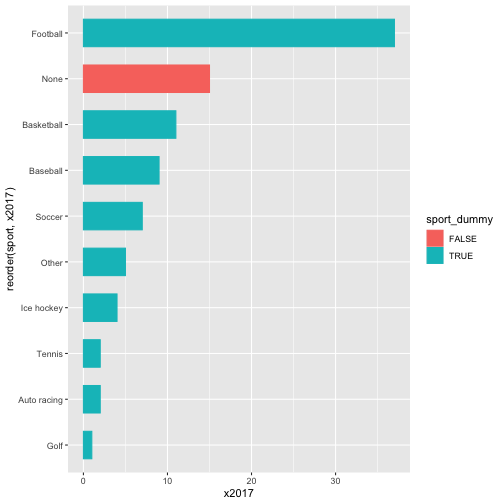 Football
None
Basketball
Baseball
Soccer
Other
Ice hockey
Tennis
Auto racing
Golf
reorder(sport, x2017)
0 10 20 30
x2017
sport_dummy
FALSE
TRUE